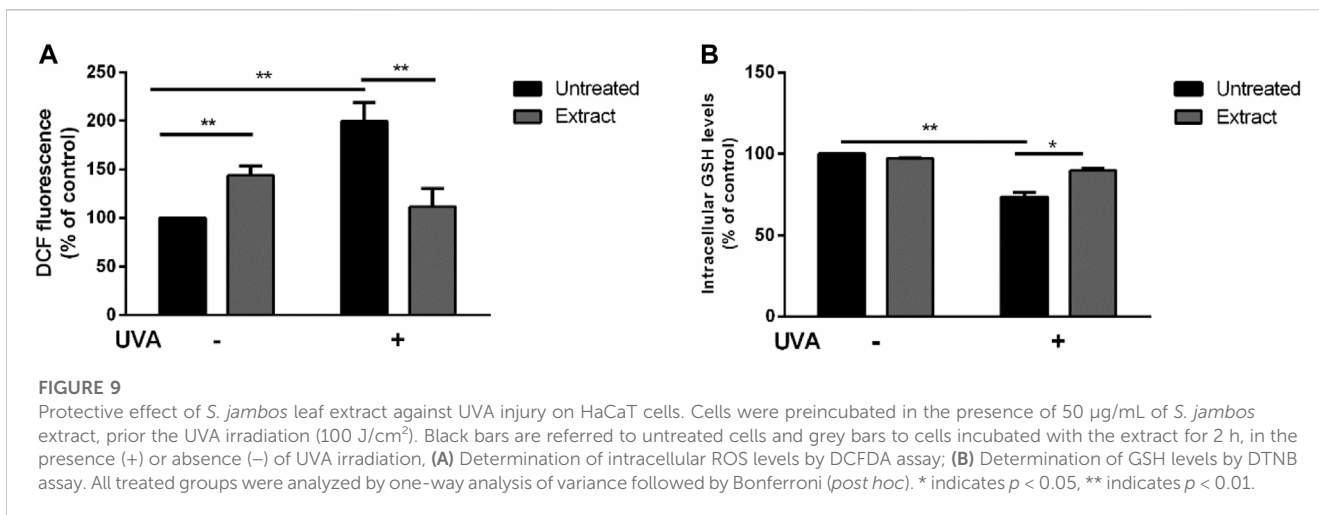 A
DCF fluorescence
(% of control)
250
200
150
100
50
0
**
**
**
Untreated
Extract
UVA - +
B
Intracellular GSH levels
(% of control)
150
100
50
0
**
*
Untreated
Extract
UVA - +
FIGURE 9
Protective effect of S. jambos leaf extract against UVA injury on HaCaT cells. Cells were preincubated in the presence of 50 µg/mL of S. jambos
extract, prior the UVA irradiation (100 J/cm²). Black bars are referred to untreated cells and grey bars to cells incubated with the extract for 2 h, in the
presence (+) or absence (−) of UVA irradiation, (A) Determination of intracellular ROS levels by DCFDA assay; (B) Determination of GSH levels by DTNB
assay. All treated groups were analyzed by one-way analysis of variance followed by Bonferroni (post hoc). * indicates p < 0.05, ** indicates p < 0.01.